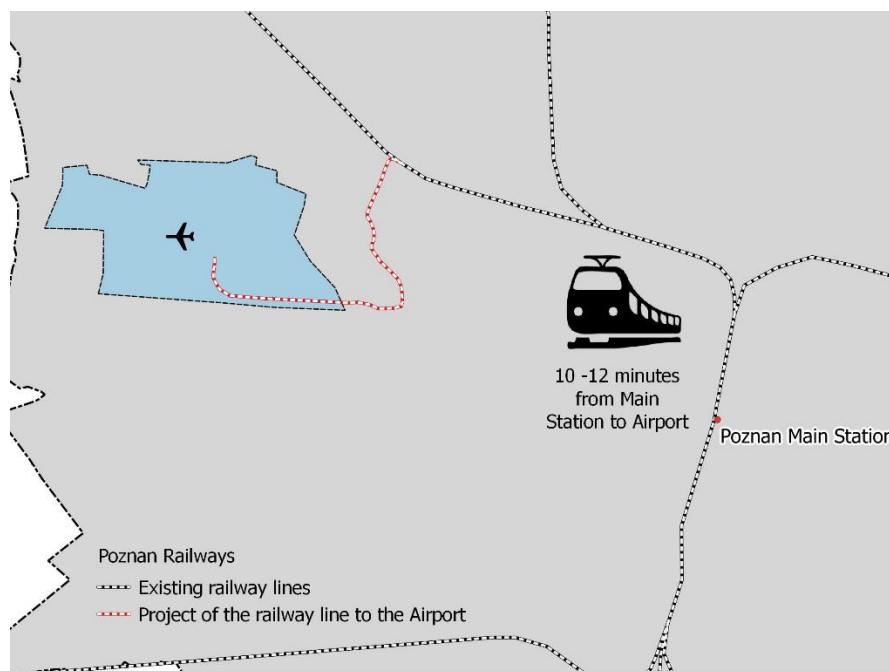 10 -12 minutes
from Main
Station to Airport
Poznan Main Station
Poznan Railways
Existing railway lines
Project of the railway line to the Airport